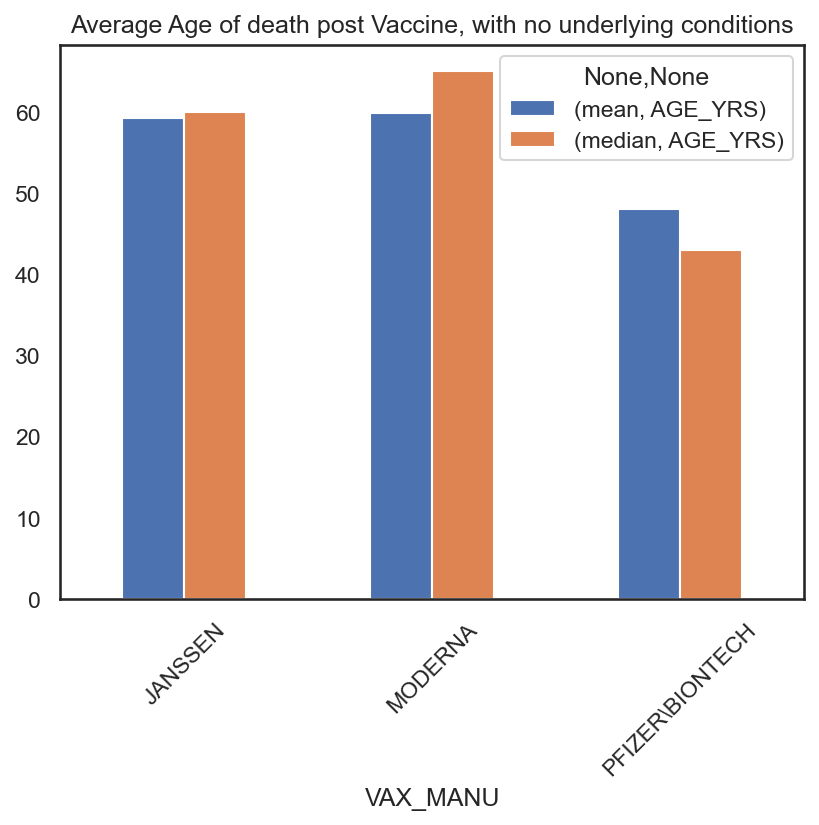 Average Age of death post Vaccine, with no underlying conditions
None,None
(mean, AGE_YRS)
(median, AGE_YRS)
60
50
40
30
20
10
0
JANSSEN
MODERNA
PFIZER\BIONTECH
VAX_MANU